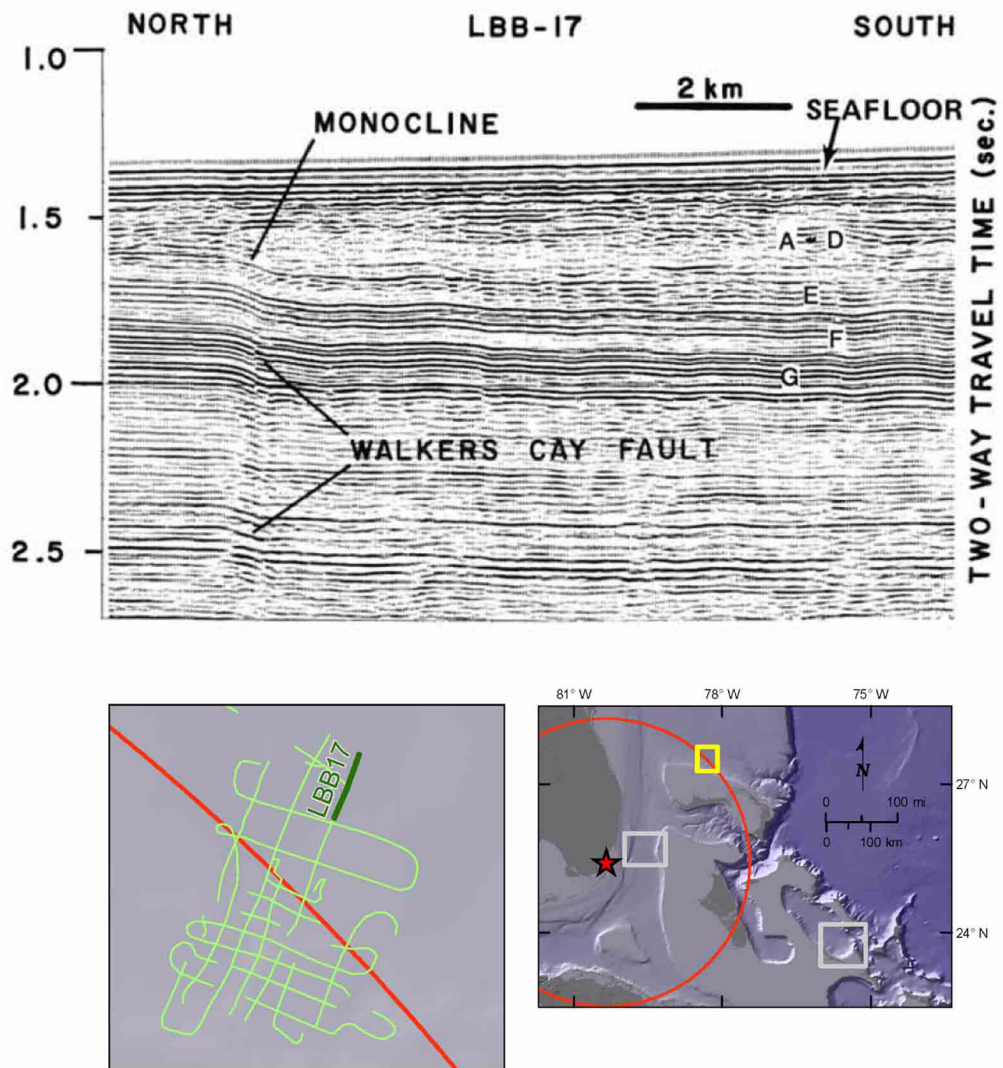 NORTH LBB-17 SOUTH
1.0
2 km
SEAFLOOR
MONOCLINE
1.5
A - D
E
F
2.0
G
WALKERS CAY FAULT
2.5
TWO-WAY TRAVEL TIME (sec.)
LBB17
81° W 78° W 75° W
N
27° N
0 100 mi
0 100 km
24° N